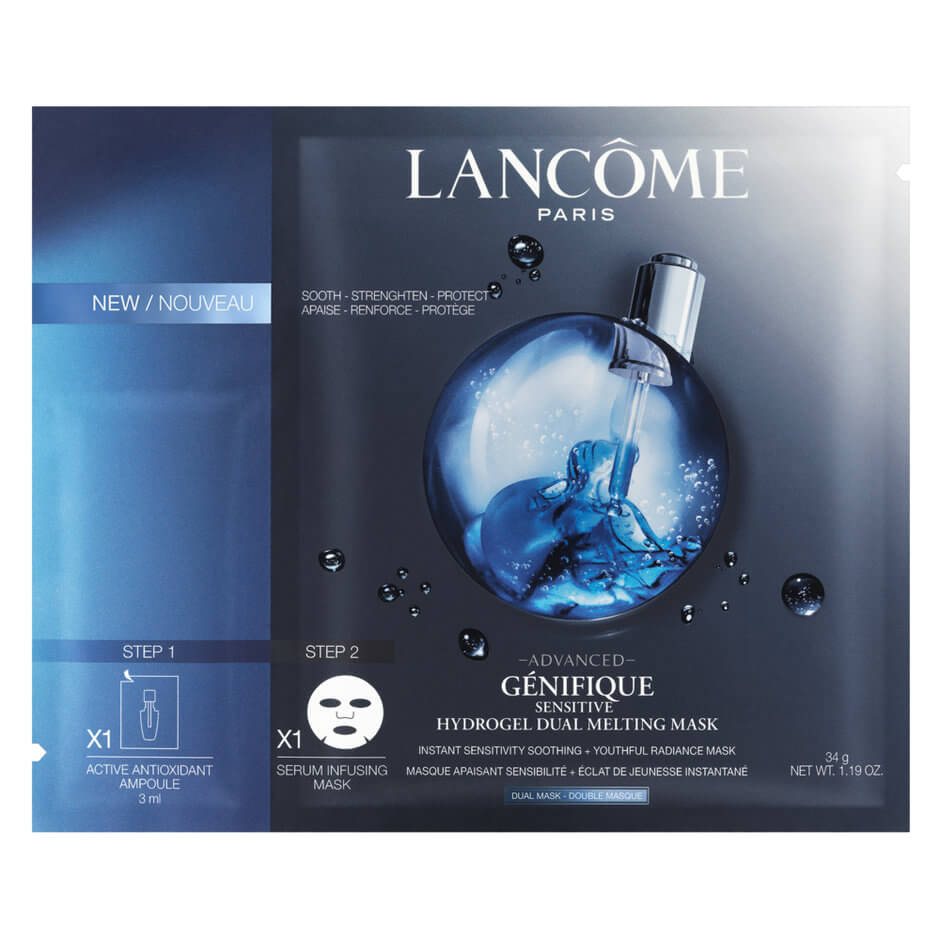 LANCÔME
PARIS
NEW / NOUVEAU
SOOTH - STRENGHTEN - PROTECT
APAISE - RENFORCE - PROTÈGE
STEP 1
X1
ACTIVE ANTIOXIDANT
AMPOULE
3 ml
STEP 2
X1
SERUM INFUSING
MASK
–ADVANCED–
GÉNIFIQUE
SENSITIVE
HYDROGEL DUAL MELTING MASK
INSTANT SENSITIVITY SOOTHING + YOUTHFUL RADIANCE MASK
MASQUE APAISANT SENSIBILITÉ + ÉCLAT DE JEUNESSE INSTANTANÉ
DUAL MASK - DOUBLE MASQUE
34 g
NET WT. 1.19 OZ.